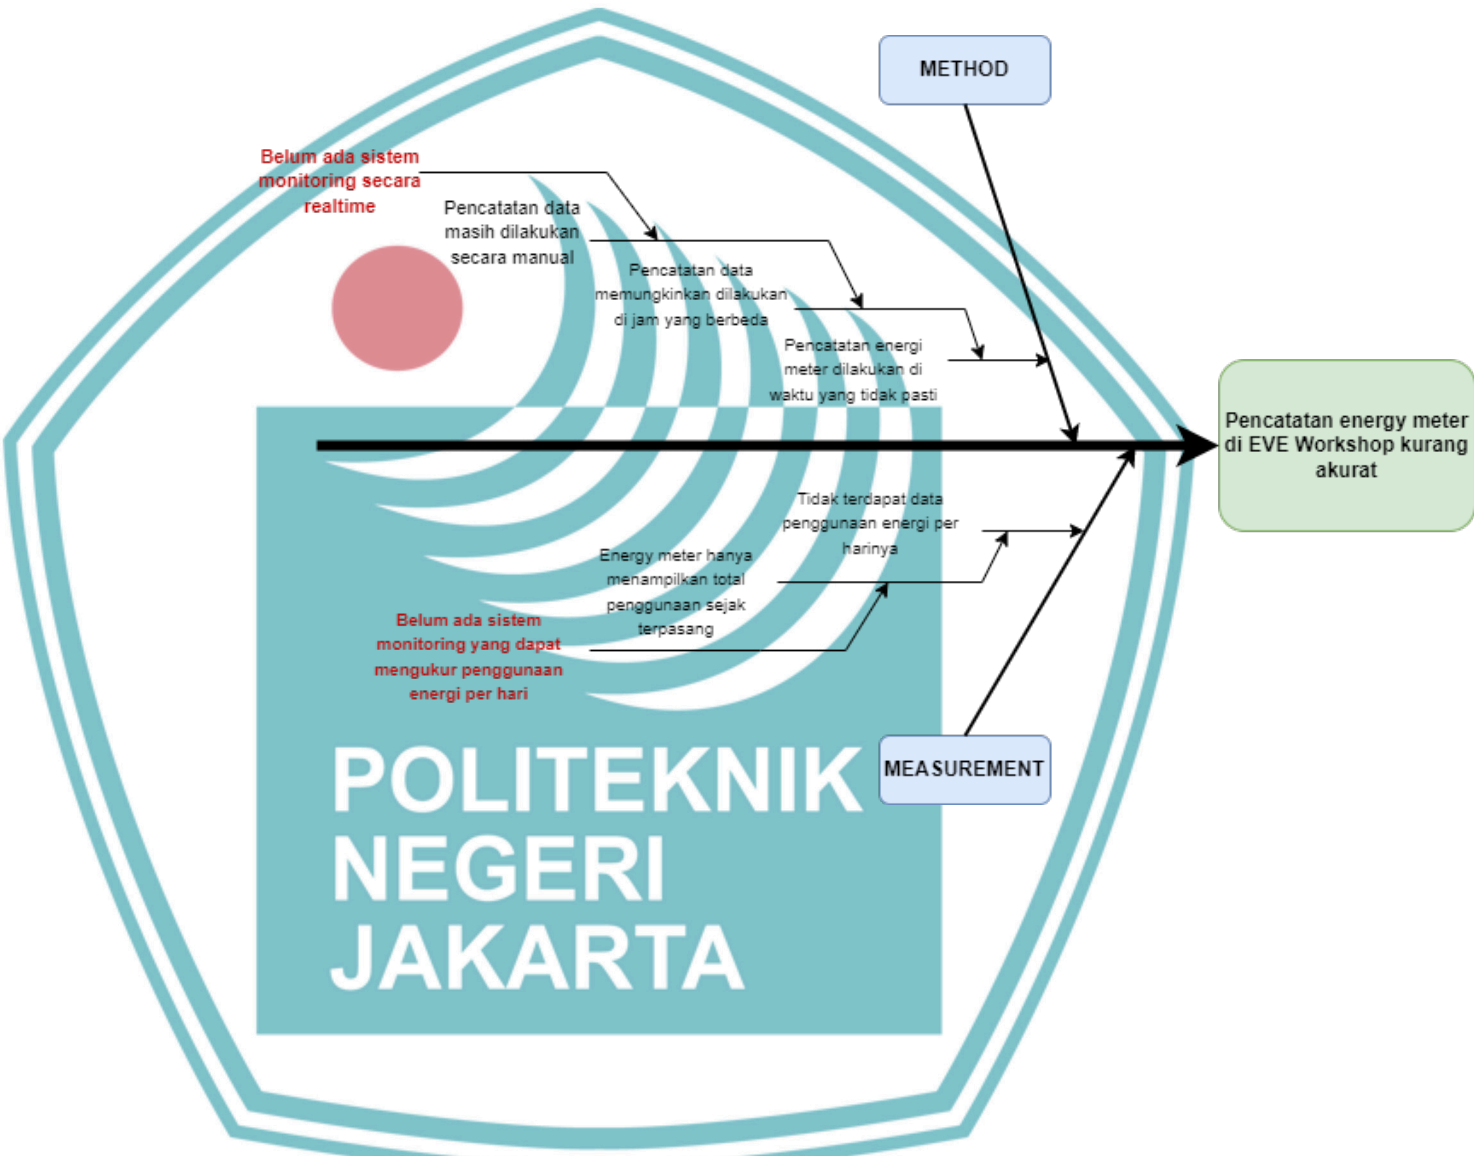 METHOD
Belum ada sistem
monitoring secara
realtime
Pencatatan data
masih dilakukan
secara manual
Pencatatan data
memungkinkan dilakukan
di jam yang berbeda
Pencatatan energi
meter dilakukan di
waktu yang tidak pasti
Pencatatan energy meter
di EVE Workshop kurang
akurat
Tidak terdapat data
penggunaan energi per
harinya
Energy meter hanya
menampilkan total
penggunaan sejak
terpasang
Belum ada sistem
monitoring yang dapat
mengukur penggunaan
energi per hari
MEASUREMENT
POLITEKNIK
NEGERI
JAKARTA